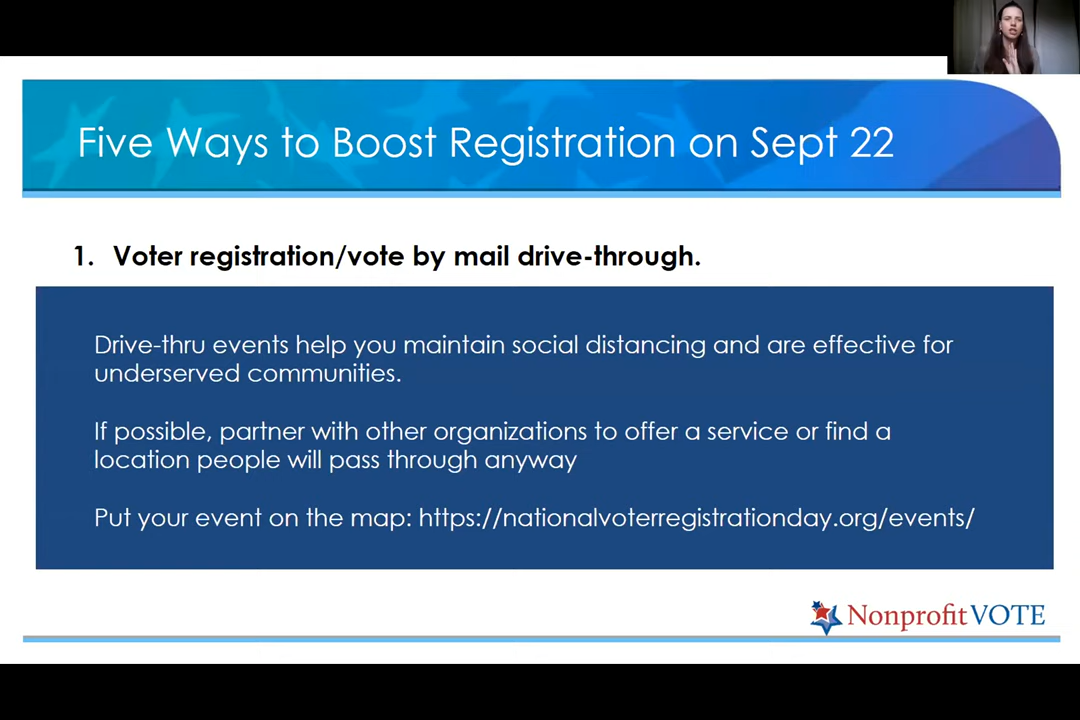 Five Ways to Boost Registration on Sept 22
1. Voter registration/vote by mail drive-through.
Drive-thru events help you maintain social distancing and are effective for
underserved communities.
If possible, partner with other organizations to offer a service or find a
location people will pass through anyway
Put your event on the map: https://nationalvoterregistrationday.org/events/
NonprofitVOTE